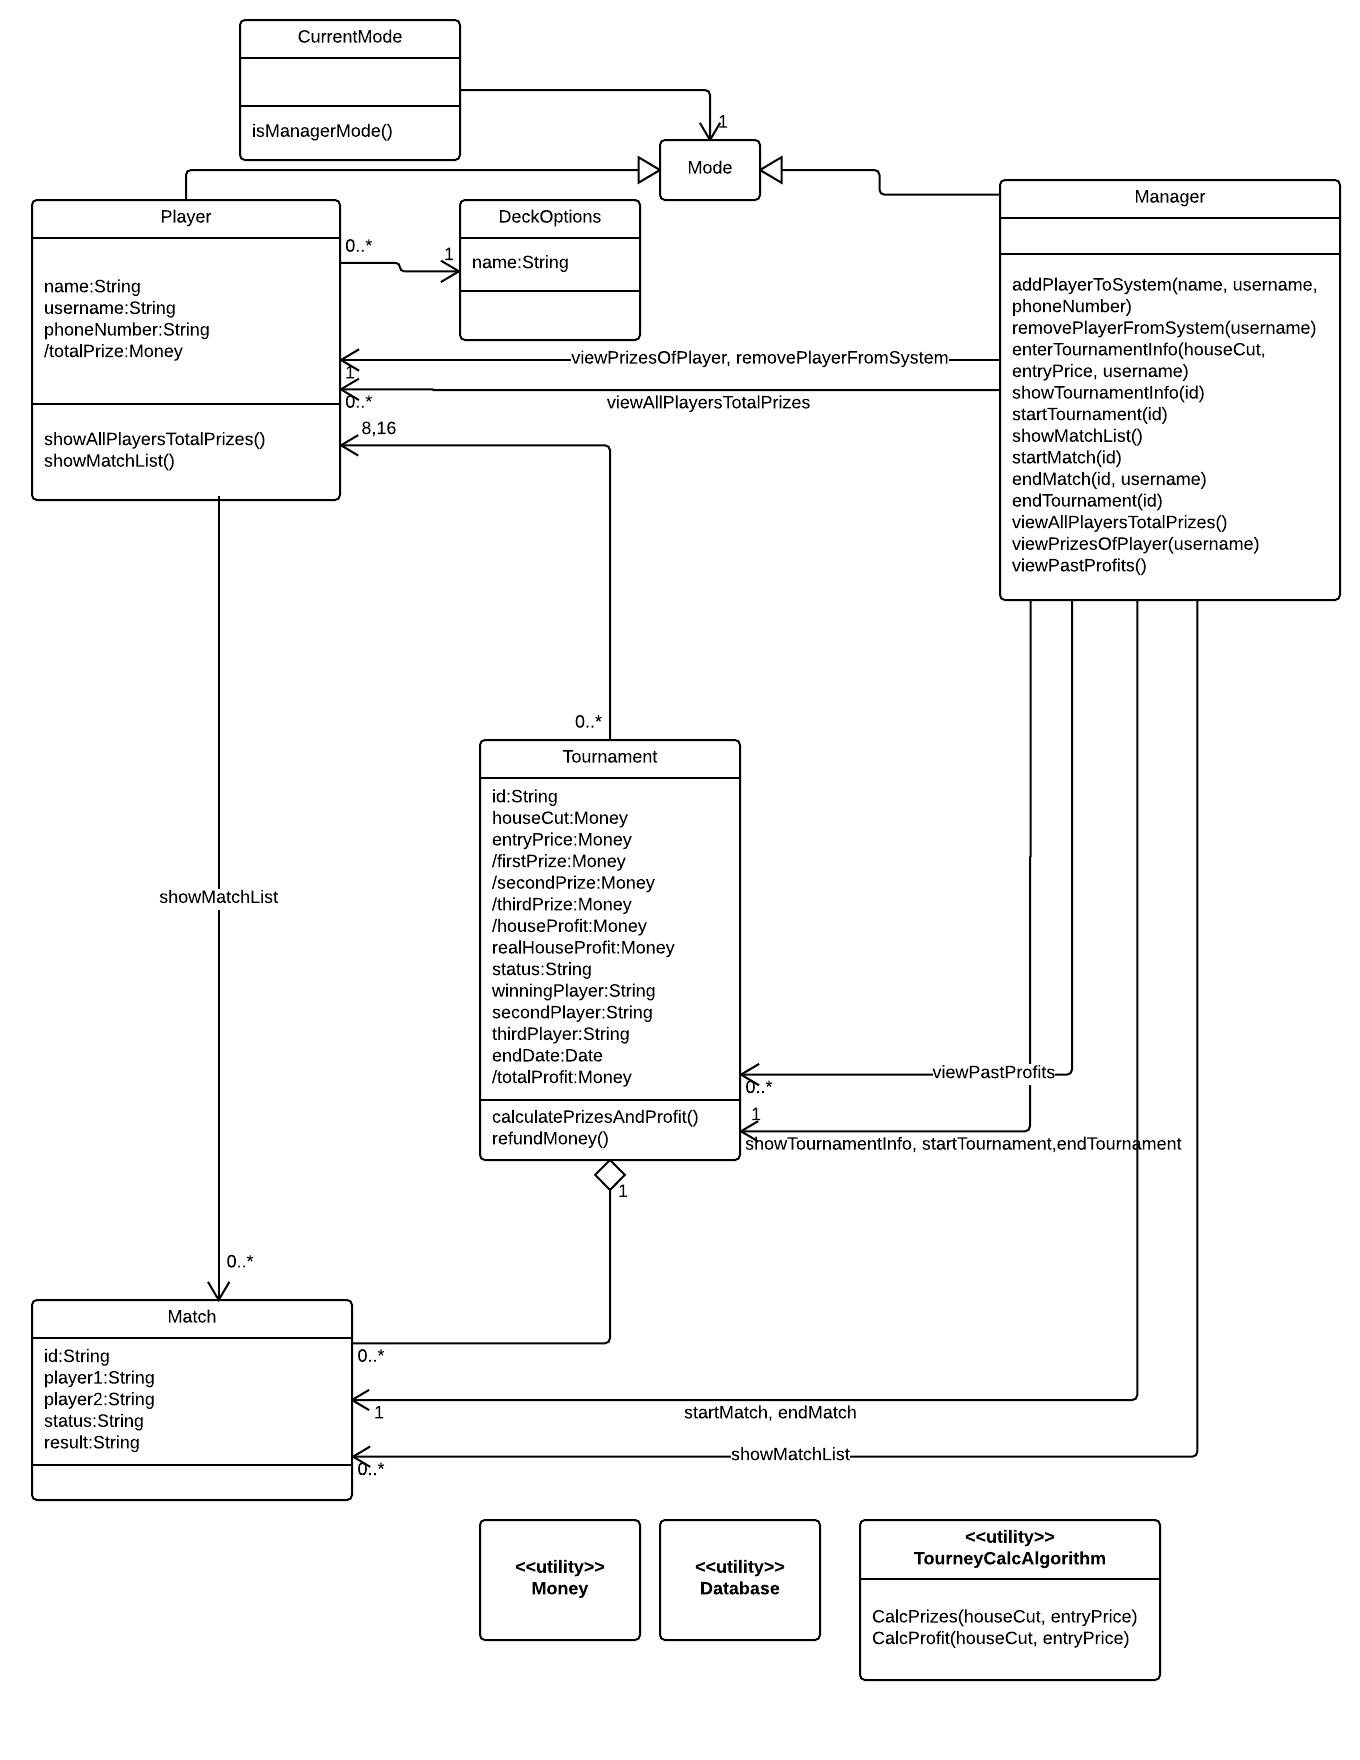 CurrentMode
isManagerMode()
1
Mode
Player
name:String
username:String
phoneNumber:String
/totalPrize:Money
showAllPlayersTotalPrizes()
showMatchList()
0..*
1
DeckOptions
name:String
Manager
addPlayerToSystem(name, username,
phoneNumber)
removePlayerFromSystem(username)
enterTournamentInfo(houseCut,
entryPrice, username)
showTournamentInfo(id)
startTournament(id)
showMatchList()
startMatch(id)
endMatch(id, username)
endTournament(id)
viewAllPlayersTotalPrizes()
viewPrizesOfPlayer(username)
viewPastProfits()
viewPrizesOfPlayer, removePlayerFromSystem
1
0..*
viewAllPlayersTotalPrizes
8,16
0..*
Tournament
id:String
houseCut:Money
entryPrice:Money
/firstPrize:Money
/secondPrize:Money
/thirdPrize:Money
/houseProfit:Money
realHouseProfit:Money
status:String
winningPlayer:String
secondPlayer:String
thirdPlayer:String
endDate:Date
/totalProfit:Money
calculatePrizesAndProfit()
refundMoney()
showMatchList
viewPastProfits
0..*
1
showTournamentInfo, startTournament,endTournament
1
0..*
Match
id:String
player1:String
player2:String
status:String
result:String
0..*
1
startMatch, endMatch
showMatchList
0..*
<<utility>>
Money
<<utility>>
Database
<<utility>>
TourneyCalcAlgorithm
CalcPrizes(houseCut, entryPrice)
CalcProfit(houseCut, entryPrice)